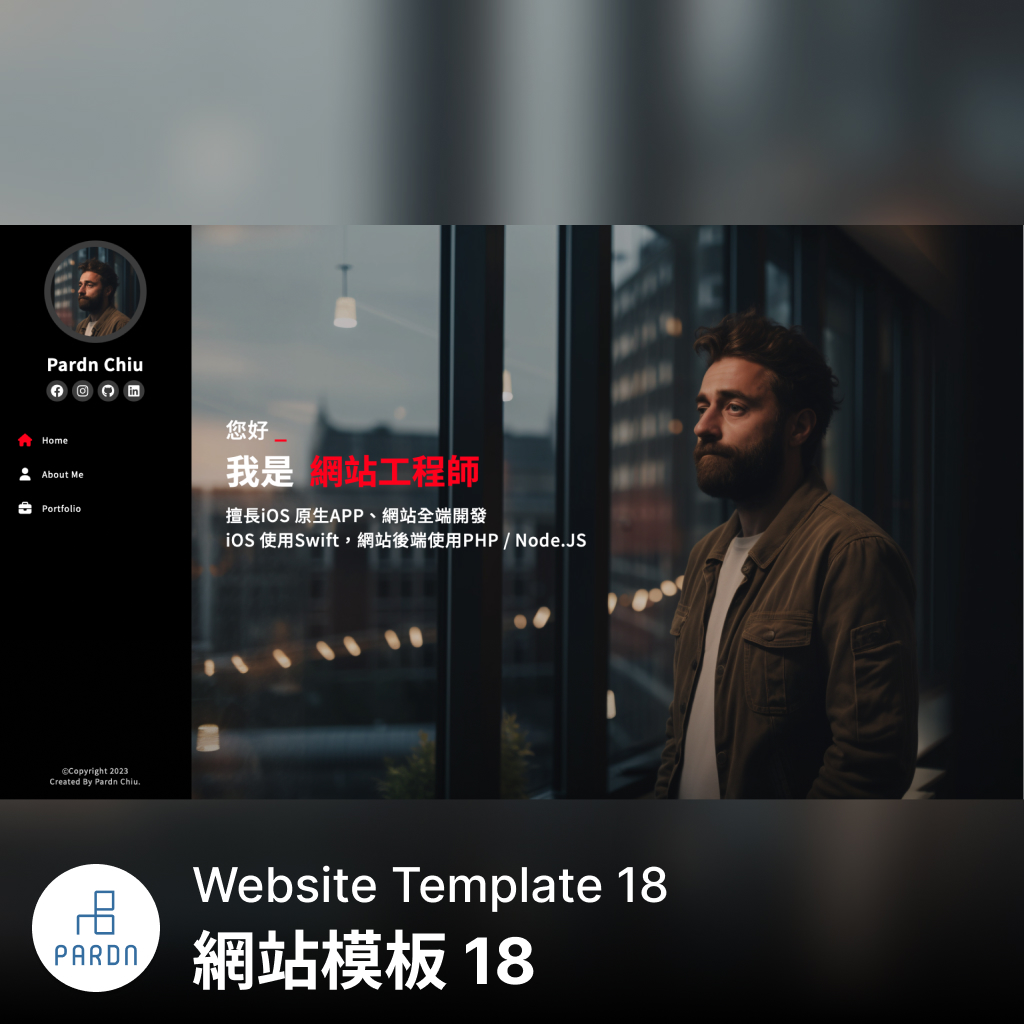 Pardn Chiu
Home
About Me
Portfolio
您好 _
我是 網站工程師
擅長iOS 原生APP、網站全端開發
iOS 使用Swift，網站後端使用PHP / Node.JS
©Copyright 2023
Created By Pardn Chiu.
PARDN
Website Template 18
網站模板 18